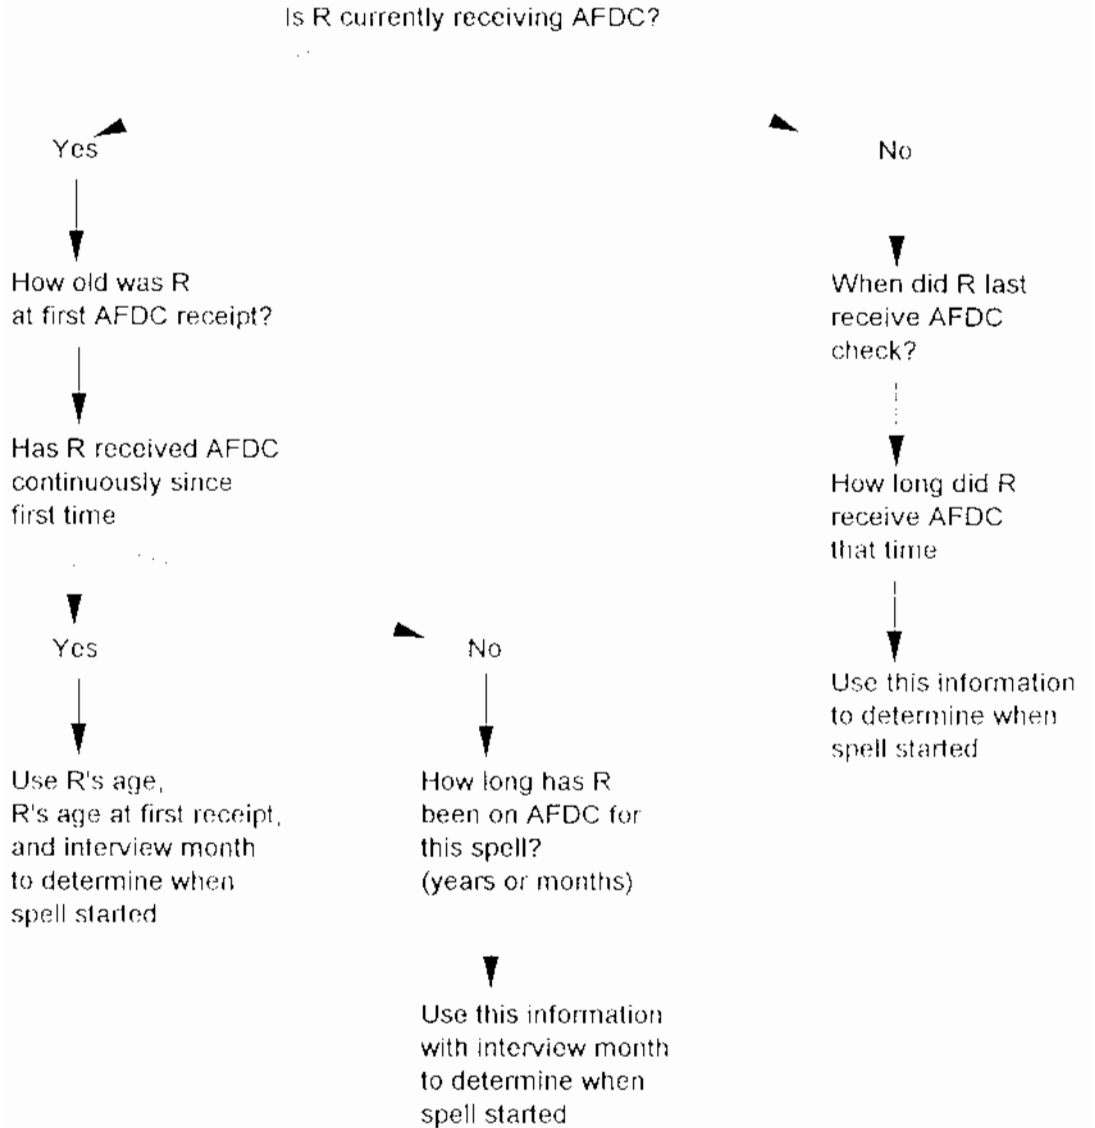 Is R currently receiving AFDC?
Yes
No
How old was R
at first AFDC receipt?
When did R last
receive AFDC
check?
Has R received AFDC
continuously since
first time
How long did R
receive AFDC
that time
Yes
No
Use this information
to determine when
spell started
Use R's age,
R's age at first receipt,
and interview month
to determine when
spell started
How long has R
been on AFDC for
this spell?
(years or months)
Use this information
with interview month
to determine when
spell started